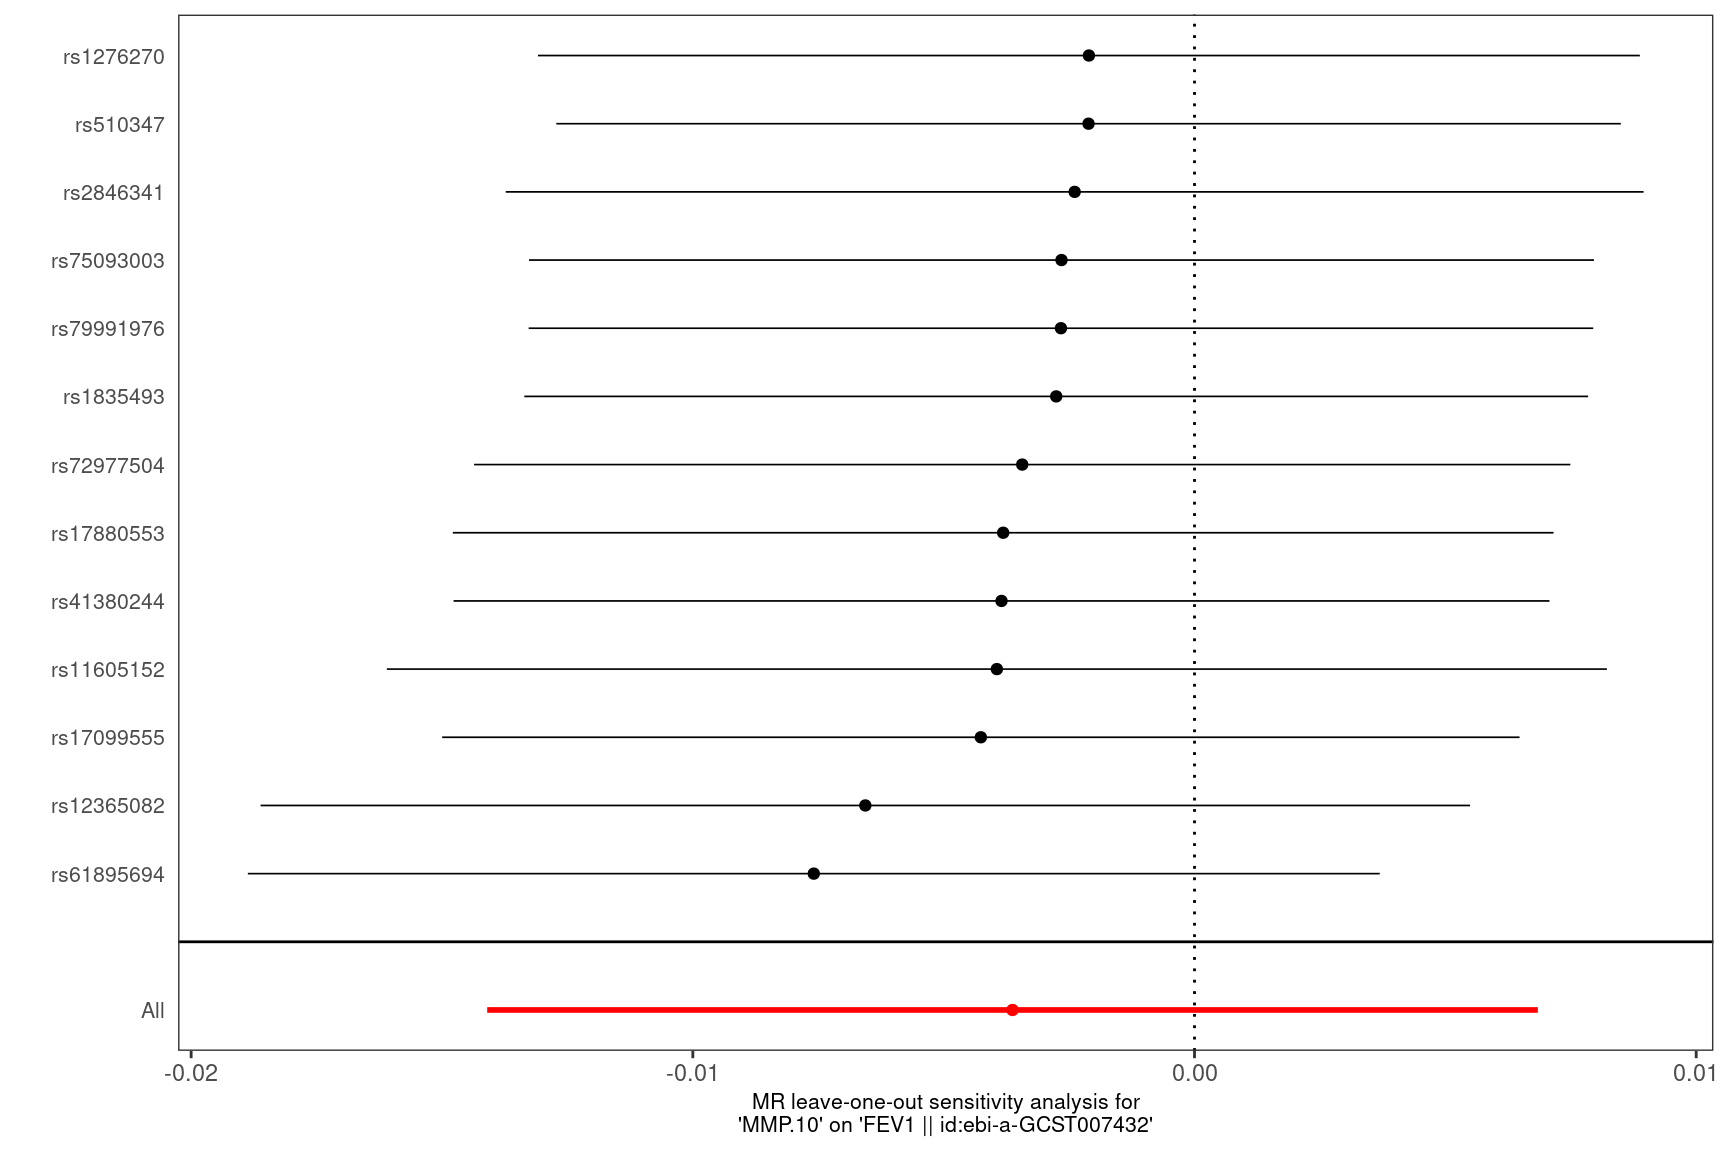 rs1276270
rs510347
rs2846341
rs75093003
rs79991976
rs1835493
rs72977504
rs17880553
rs41380244
rs11605152
rs17099555
rs12365082
rs61895694
All
-0.02 -0.01 0.00 0.01
MR leave-one-out sensitivity analysis for
'MMP.10' on 'FEV1 || id:ebi-a-GCST007432'